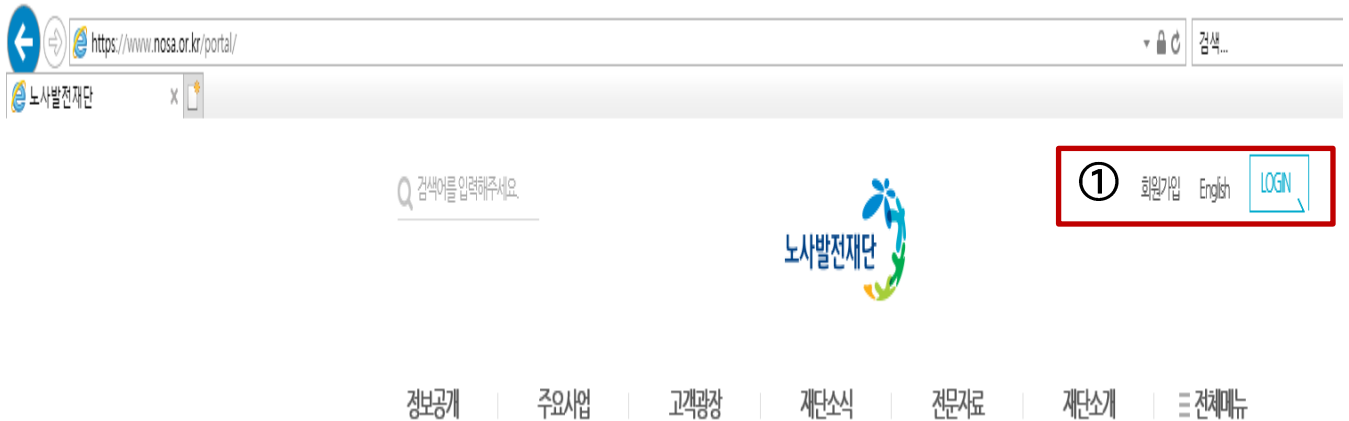 https://www.nosa.or.kr/portal/
검색...
노사발전재단
검색어를 입력해주세요.
① 회원가입 English LOGIN
노사발전재단
정보공개 주요사업 고객광장 재단소식 전문자료 재단소개 전체메뉴